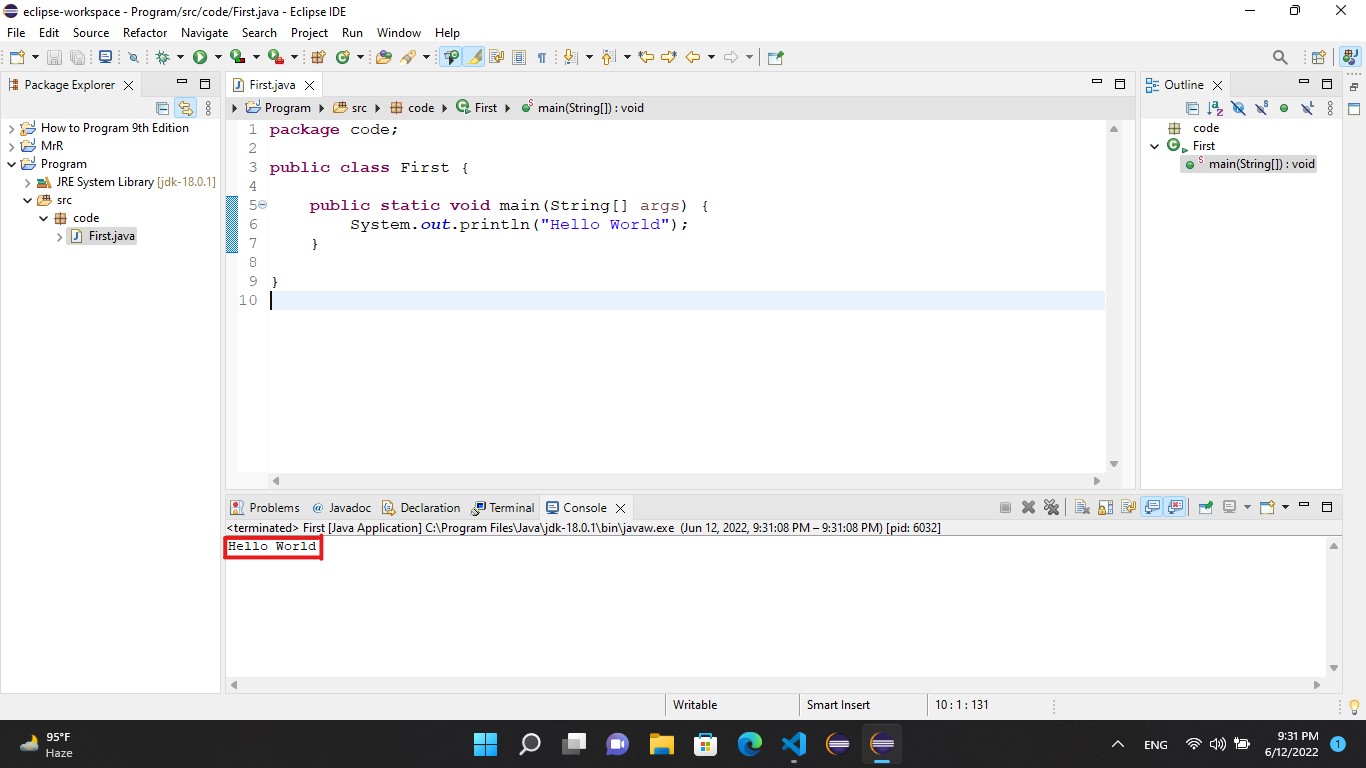 eclipse-workspace - Program/src/code/First.java - Eclipse IDE
File Edit Source Refactor Navigate Search Project Run Window Help
Package Explorer
How to Program 9th Edition
MrR
Program
JRE System Library [jdk-18.0.1]
src
code
First.java
First.java
Program src code First main(String[]) : void
1 package code;
2
3 public class First {
4
5 public static void main(String[] args) {
6 System.out.println("Hello World");
7 }
8
9 }
10
Outline
code
First
main(String[]) : void
Problems Javadoc Declaration Terminal Console
<terminated> First [Java Application] C:\Program Files\Java\jdk-18.0.1\bin\javaw.exe (Jun 12, 2022, 9:31:08 PM – 9:31:08 PM) [pid: 6032]
Hello World
Writable Smart Insert 10 : 1 : 131
95°F
Haze
ENG
9:31 PM
6/12/2022
1